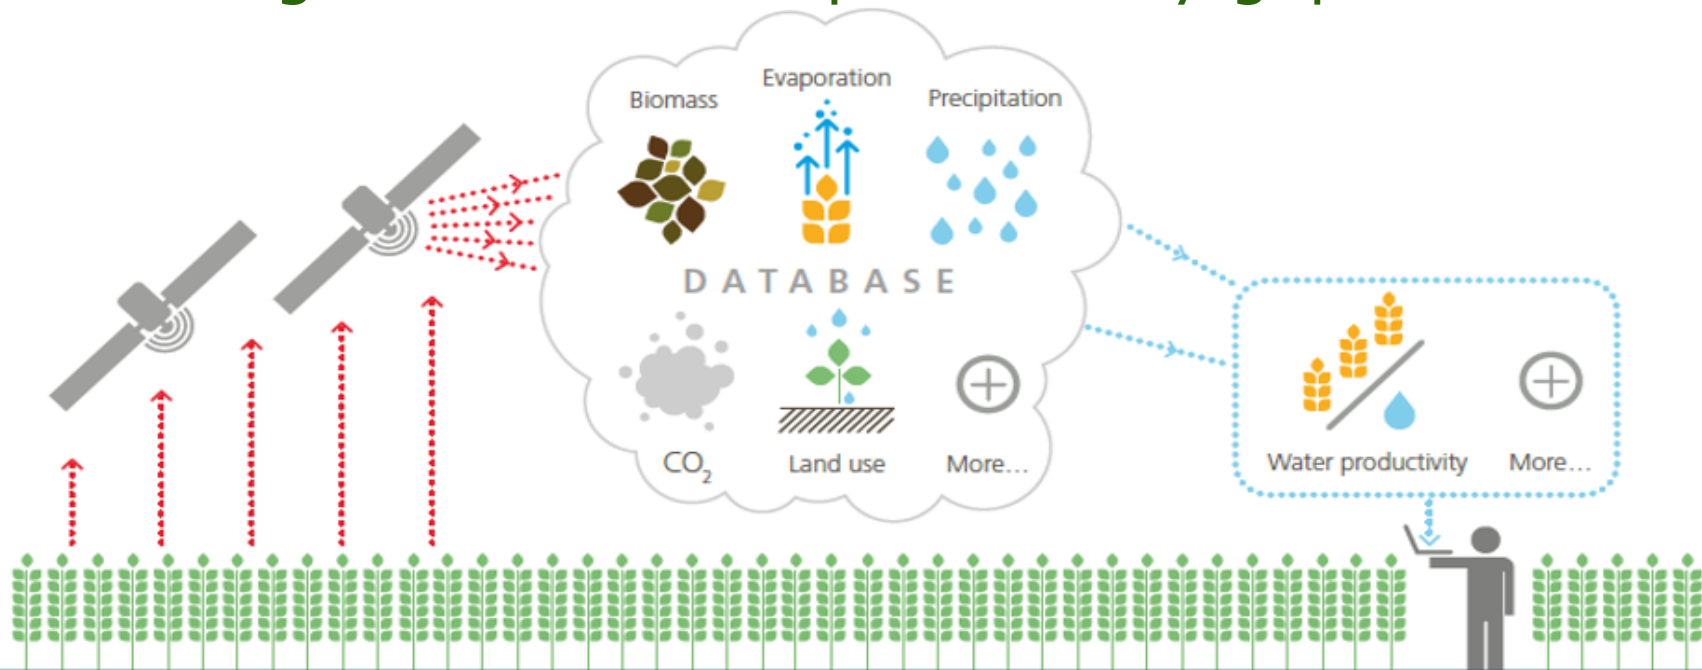 Evaporation
Biomass
Precipitation
DATABASE
CO₂
Land use
More...
Water productivity
More...